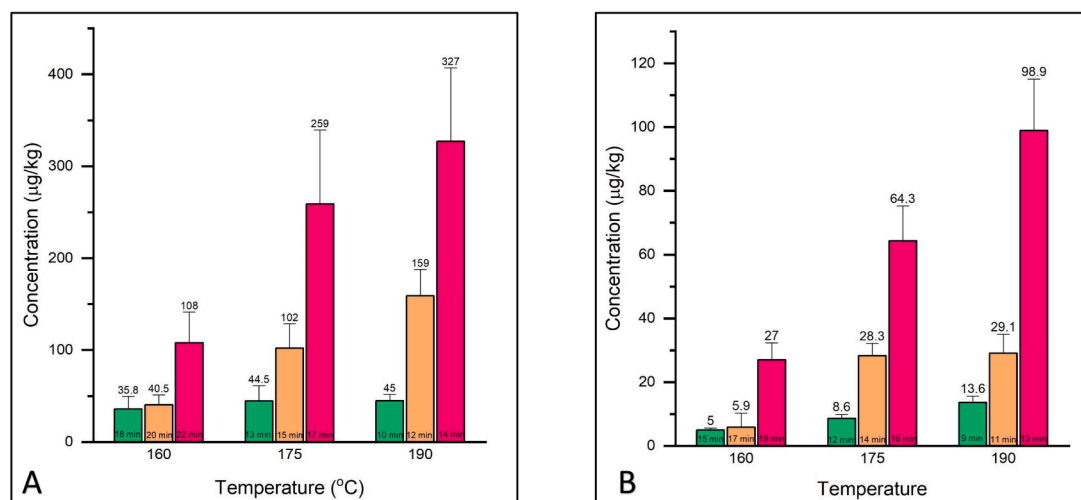 Concentration (μg/kg)
400
300
200
100
0
35.8
40.5
108
44.5
102
259
45
159
327
18 min
20 min
22 min
13 min
15 min
17 min
10 min
12 min
14 min
160
175
190
A
Temperature (°C)
Concentration (μg/kg)
120
100
80
60
40
20
0
5
5.9
27
8.6
28.3
64.3
13.6
29.1
98.9
15 min
17 min
19 min
12 min
14 min
16 min
9 min
11 min
13 min
160
175
190
B
Temperature